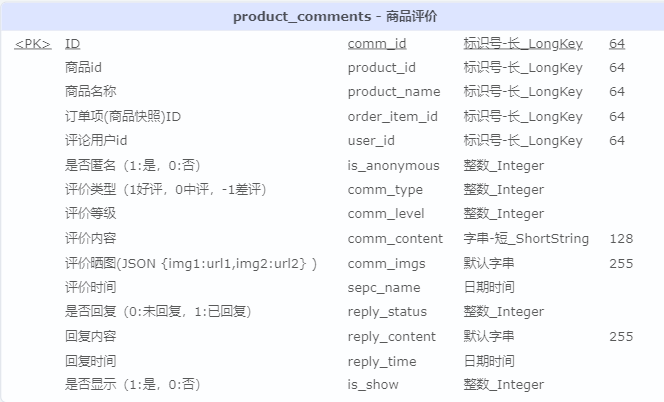 product_comments - 商品评价
<PK> ID comm_id 标识号-长_LongKey 64
商品id product_id 标识号-长_LongKey 64
商品名称 product_name 标识号-长_LongKey 64
订单项(商品快照)ID order_item_id 标识号-长_LongKey 64
评论用户id user_id 标识号-长_LongKey 64
是否匿名（1:是，0:否） is_anonymous 整数_Integer
评价类型（1好评，0中评，-1差评） comm_type 整数_Integer
评价等级 comm_level 整数_Integer
评价内容 comm_content 字串-短_ShortString 128
评价晒图(JSON {img1:url1,img2:url2} ) comm_imgs 默认字串 255
评价时间 sepc_name 日期时间
是否回复（0:未回复，1:已回复） reply_status 整数_Integer
回复内容 reply_content 默认字串 255
回复时间 reply_time 日期时间
是否显示（1:是，0:否） is_show 整数_Integer